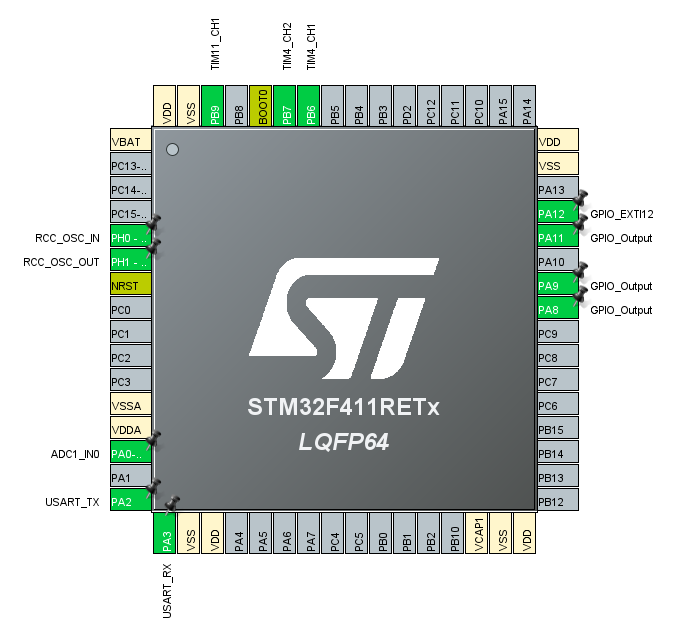 TIM11_CH1
TIM4_CH2
TIM4_CH1
VDD
VSS
PB9
PB8
BOOT0
PB7
PB6
PB5
PB4
PB3
PD2
PC12
PC11
PC10
PA15
PA14
VBAT
PC13-..
PC14-..
PC15-..
RCC_OSC_IN
PH0 - ..
RCC_OSC_OUT
PH1 - ..
NRST
PC0
PC1
PC2
PC3
VSSA
VDDA
ADC1_IN0
PA0-..
PA1
USART_TX
PA2
STM32F411RETx
LQFP64
VDD
VSS
PA13
PA12
GPIO_EXTI12
PA11
GPIO_Output
PA10
PA9
GPIO_Output
PA8
GPIO_Output
PC9
PC8
PC7
PC6
PB15
PB14
PB13
PB12
PA3
VSS
VDD
PA4
PA5
PA6
PA7
PC4
PC5
PB0
PB1
PB2
PB10
VCAP1
VSS
VDD
USART_RX